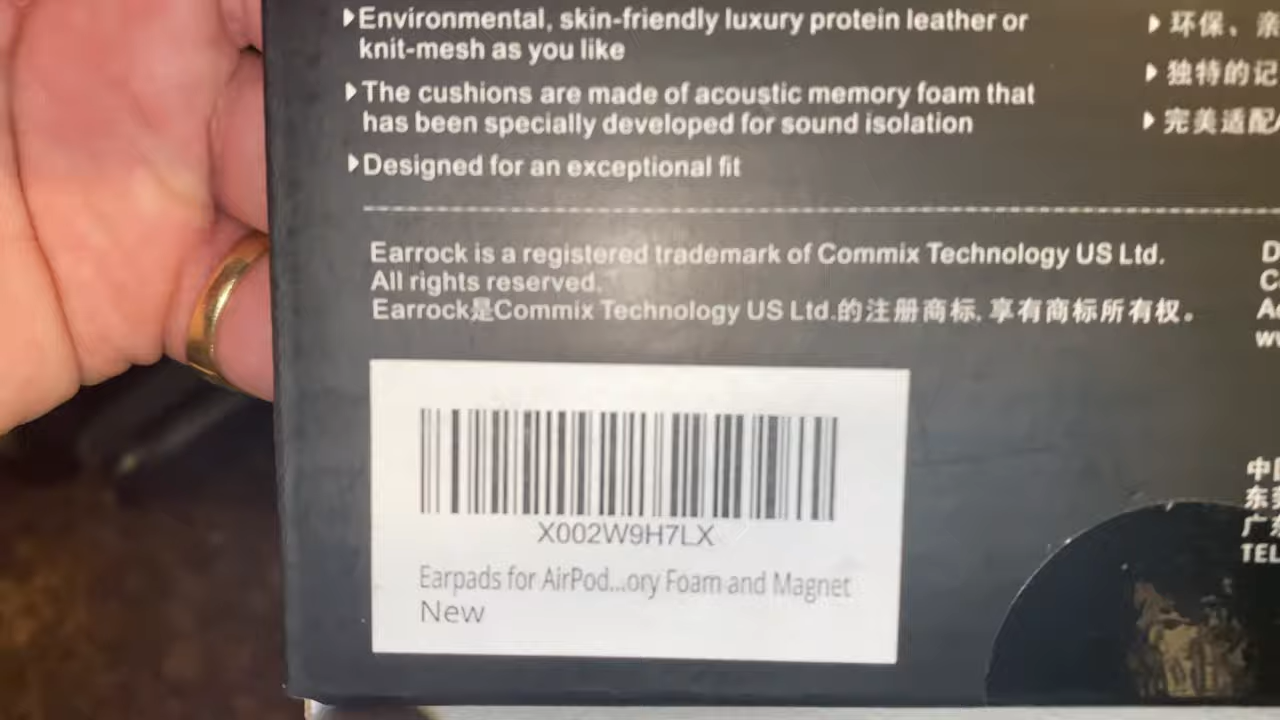 Environmental, skin-friendly luxury protein leather or
knit-mesh as you like
The cushions are made of acoustic memory foam that
has been specially developed for sound isolation
Designed for an exceptional fit
环保、亲
独特的记
完美适配
Earrock is a registered trademark of Commix Technology US Ltd.
All rights reserved.
Earrock是Commix Technology US Ltd.的注册商标, 享有商标所有权。
X002W9H7LX
Earpads for AirPod...ory Foam and Magnet
New
TEL